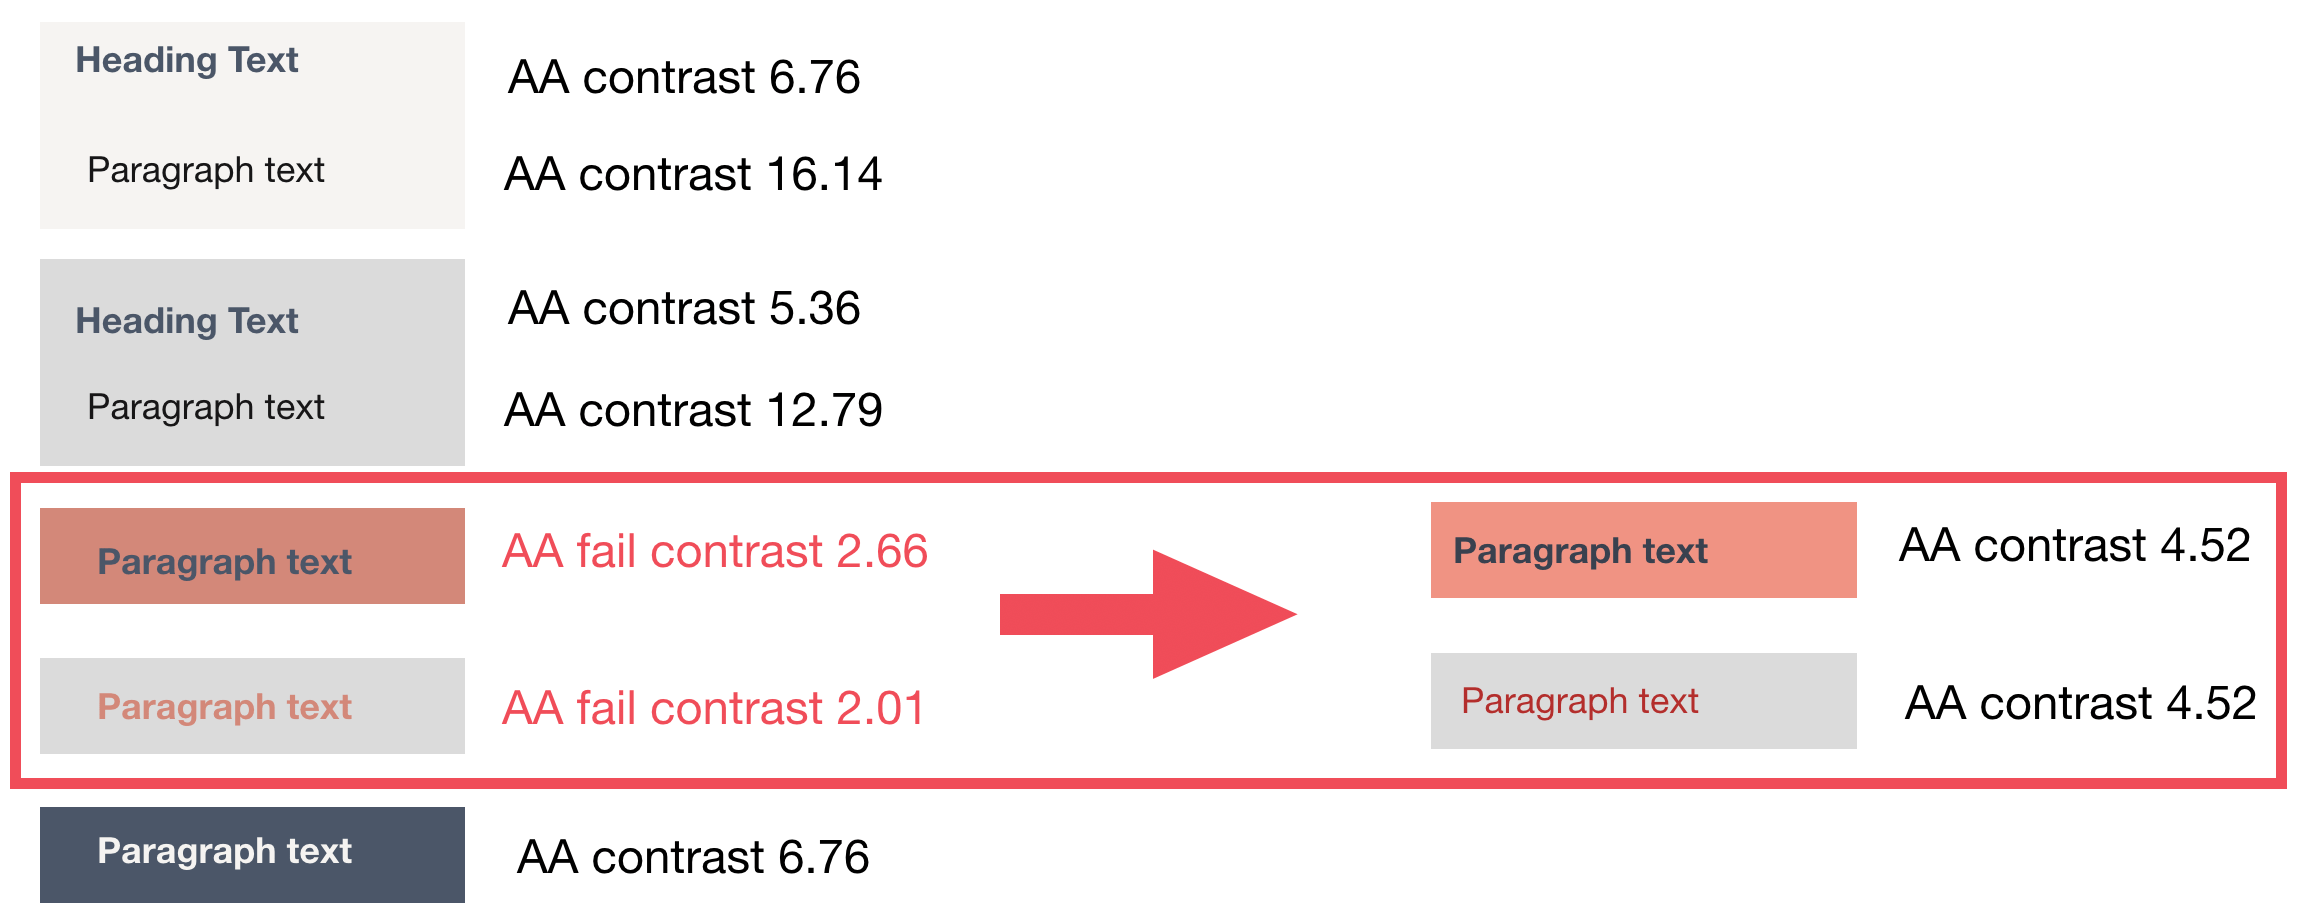 Heading Text
AA contrast 6.76
Paragraph text
AA contrast 16.14
Heading Text
AA contrast 5.36
Paragraph text
AA contrast 12.79
Paragraph text
AA fail contrast 2.66
Paragraph text
AA contrast 4.52
Paragraph text
AA fail contrast 2.01
Paragraph text
AA contrast 4.52
Paragraph text
AA contrast 6.76